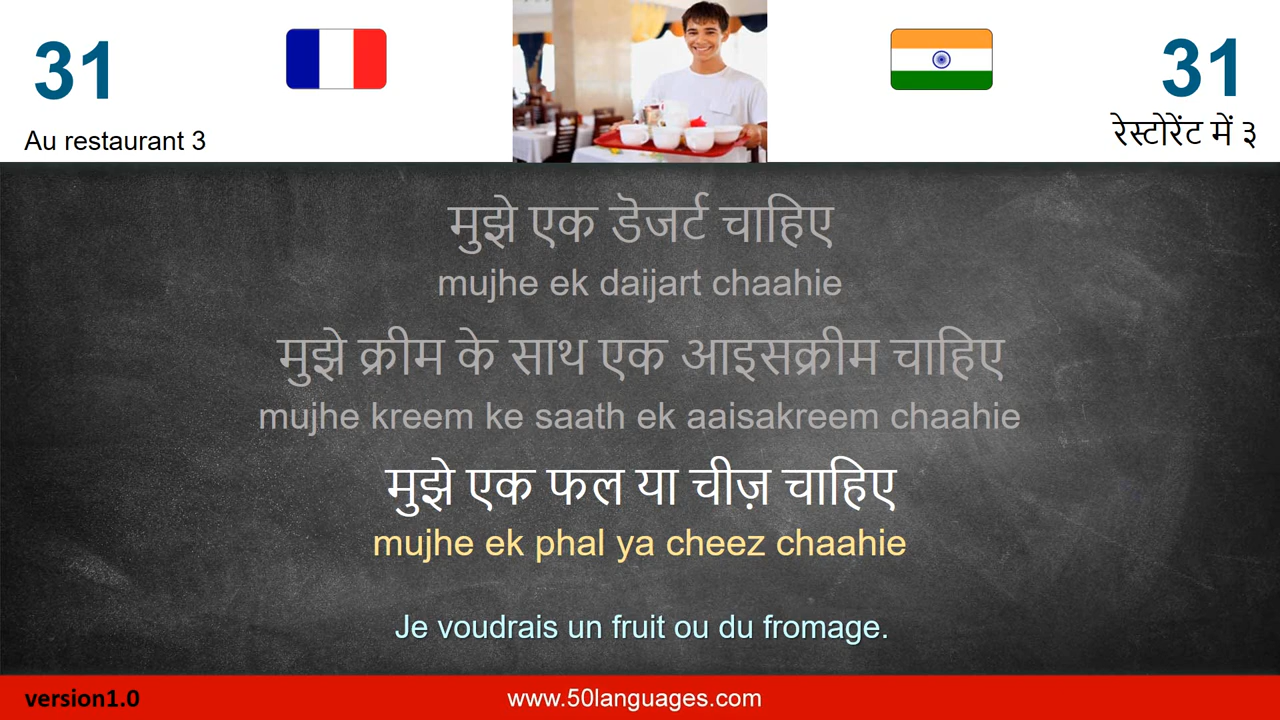 31
31
Au restaurant 3
रेस्टोरेंट में ३
मुझे एक डेजर्ट चाहिए
mujhe ek daijart chaahie
मुझे क्रीम के साथ एक आइसक्रीम चाहिए
mujhe kreem ke saath ek aaisakreem chaahie
मुझे एक फल या चीज़ चाहिए
mujhe ek phal ya cheez chaahie
Je voudrais un fruit ou du fromage.
version1.0
www.50languages.com